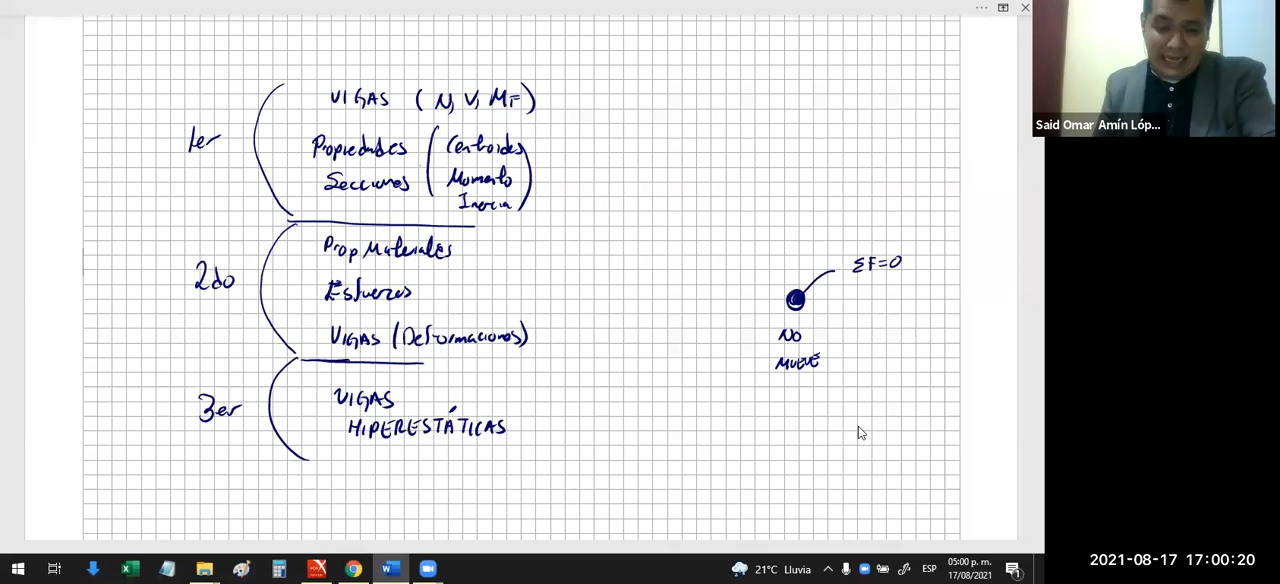 VIGAS (N, V, MF)
1er
Propiedades
Secciones
Centroides
Momento
Inercia
2do
Prop Materiales
Esfuerzos
VIGAS (Deformaciones)
3er
VIGAS
HIPERESTÁTICAS
ΣF=0
NO
MUEVE
Said Omar Amín Lóp...
21°C Lluvia
ESP
05:00 p. m.
17/08/2021
1
2021-08-17 17:00:20